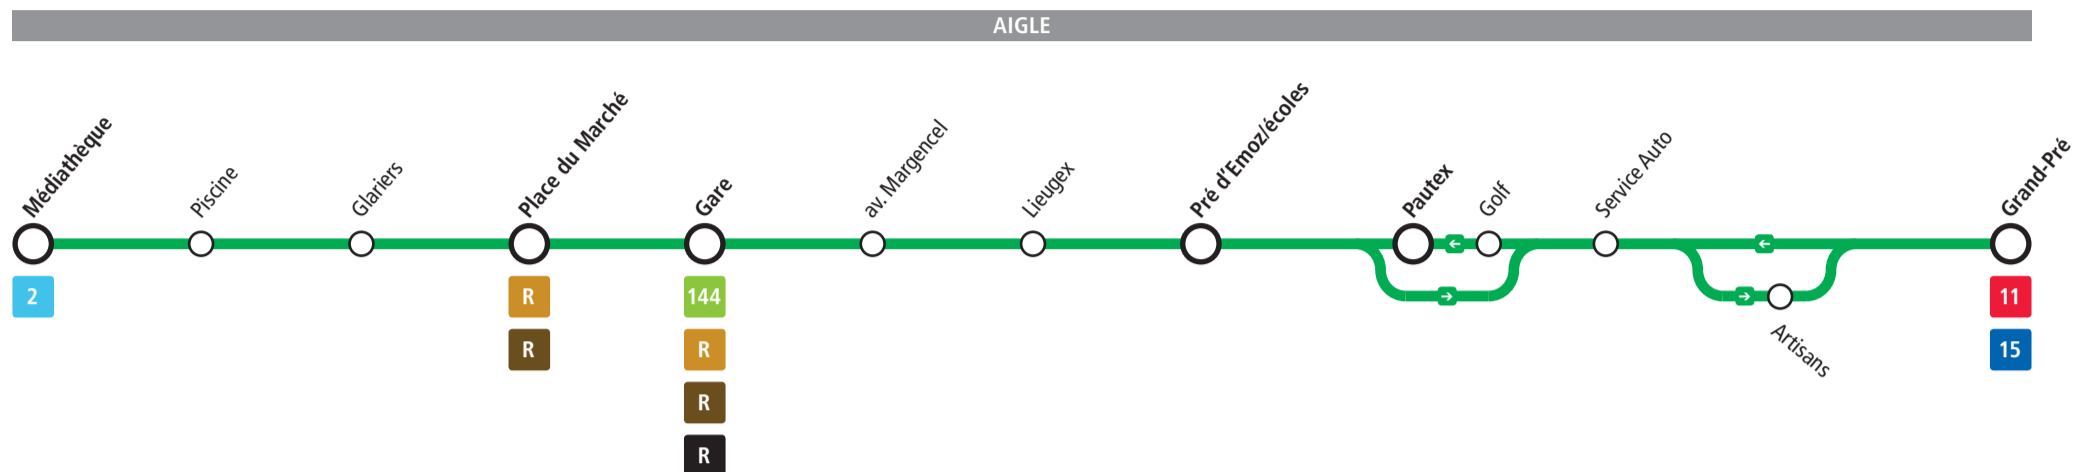 AIGLE
Médiathèque
Piscine
Glariers
Place du Marché
Gare
av. Margencel
Lieugex
Pré d'Emoz/écoles
Pautex
Golf
Service Auto
Grand-Pré
Artisans
2
R
R
144
R
R
R
11
15